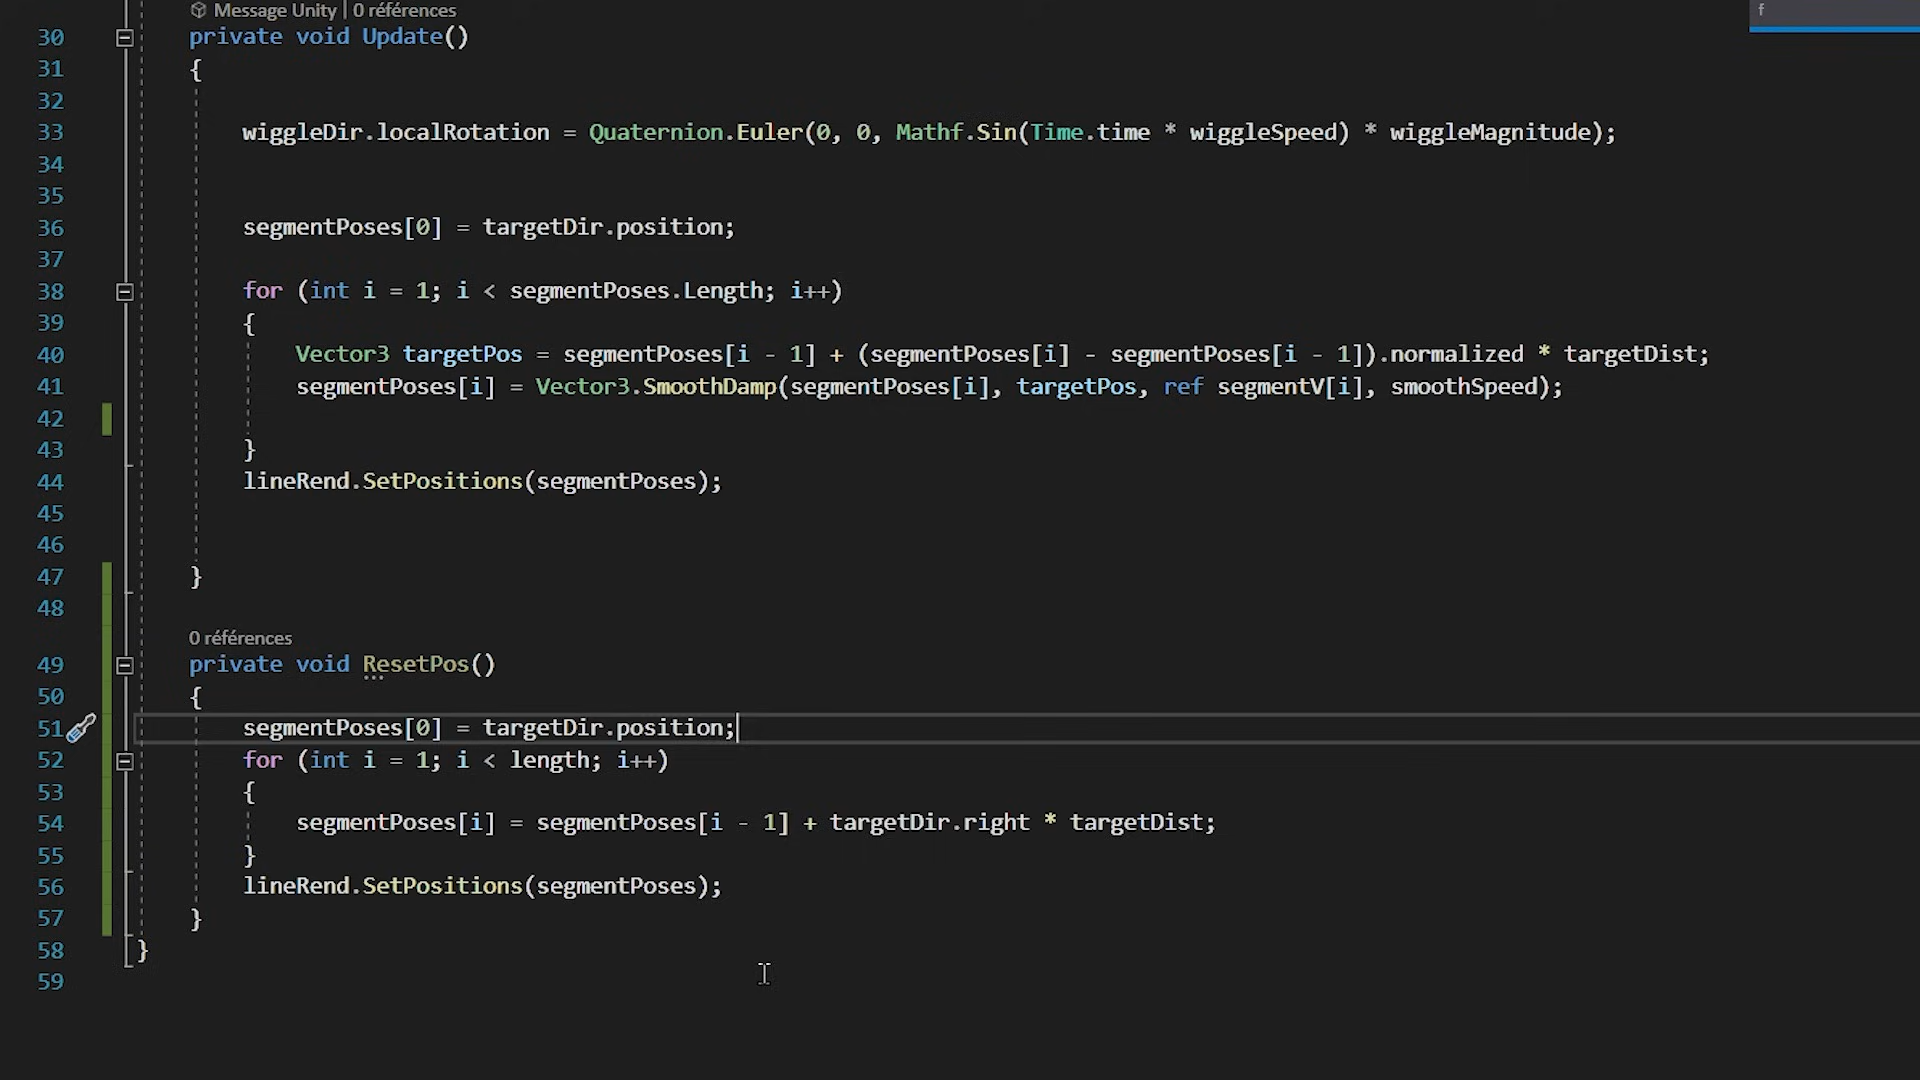 Message Unity | 0 références
f
30 private void Update()
31 {
32
33 wiggleDir.localRotation = Quaternion.Euler(0, 0, Mathf.Sin(Time.time * wiggleSpeed) * wiggleMagnitude);
34
35
36 segmentPoses[0] = targetDir.position;
37
38 for (int i = 1; i < segmentPoses.Length; i++)
39 {
40 Vector3 targetPos = segmentPoses[i - 1] + (segmentPoses[i] - segmentPoses[i - 1]).normalized * targetDist;
41 segmentPoses[i] = Vector3.SmoothDamp(segmentPoses[i], targetPos, ref segmentV[i], smoothSpeed);
42
43 }
44 lineRend.SetPositions(segmentPoses);
45
46
47 }
48
0 références
49 private void ResetPos()
50 {
51 segmentPoses[0] = targetDir.position;
52 for (int i = 1; i < length; i++)
53 {
54 segmentPoses[i] = segmentPoses[i - 1] + targetDir.right * targetDist;
55 }
56 lineRend.SetPositions(segmentPoses);
57 }
58 }
59